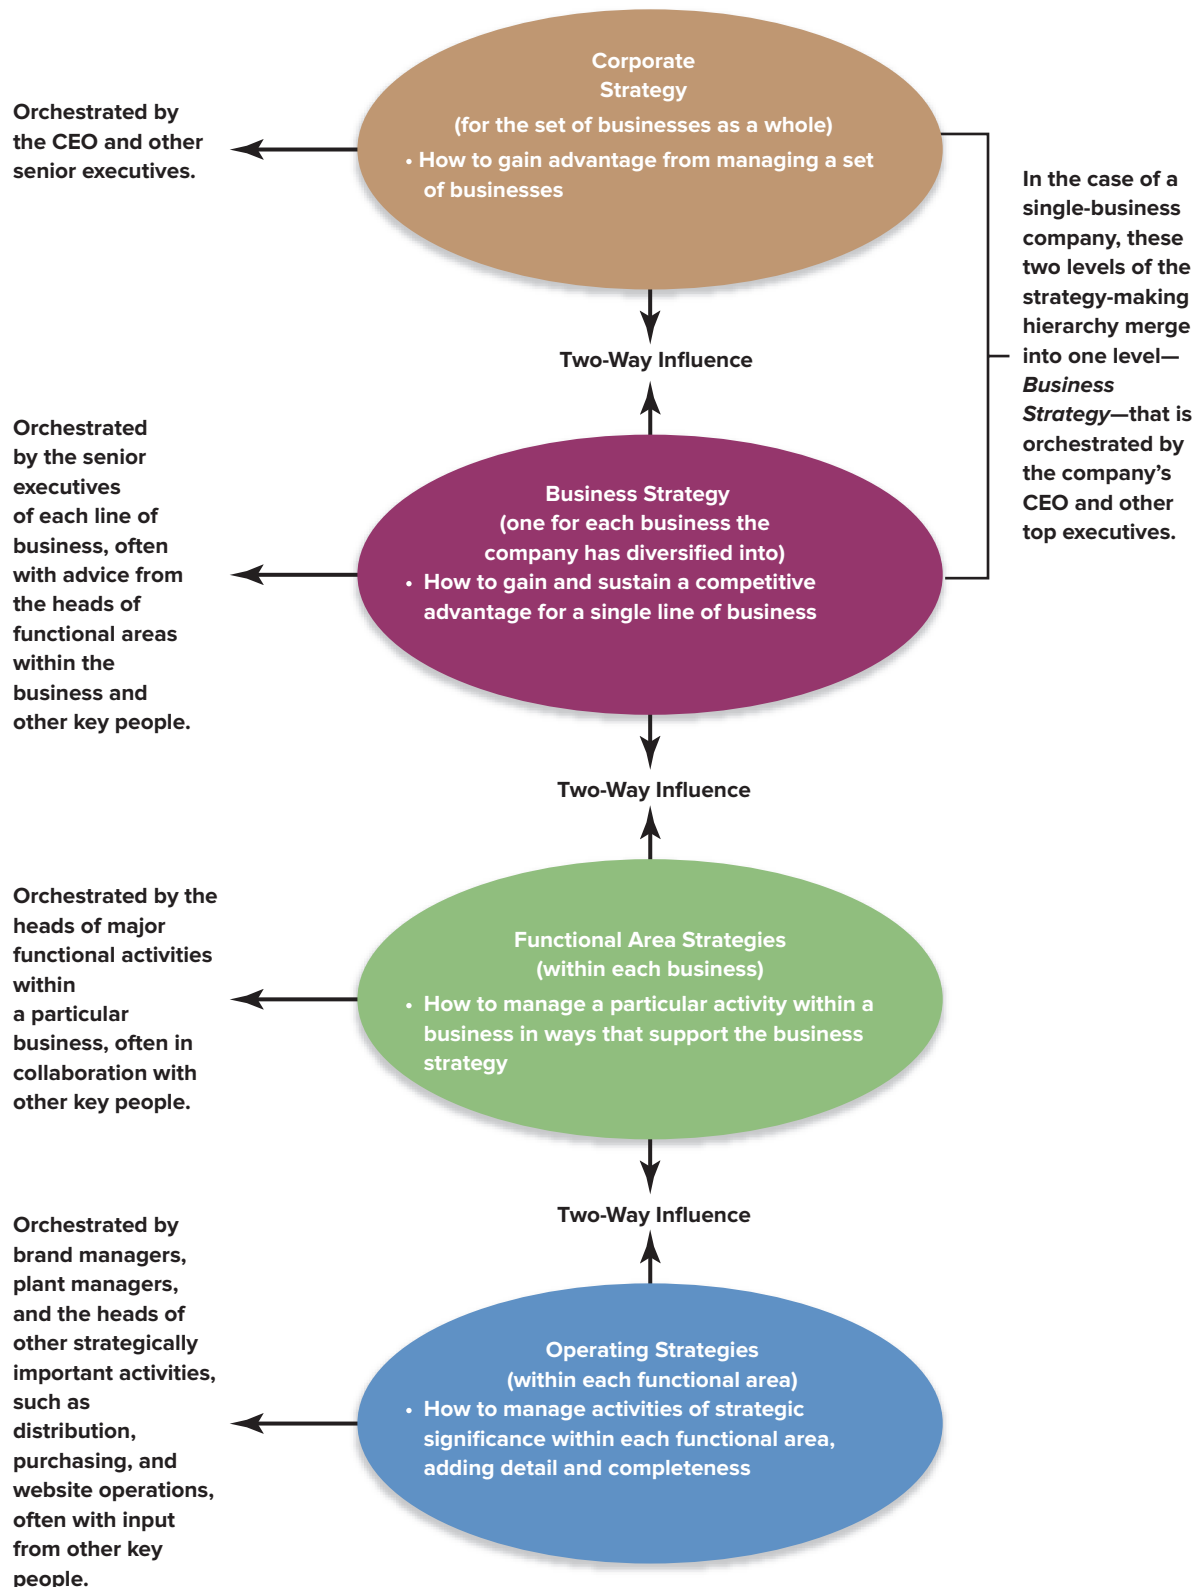 Corporate
Strategy
(for the set of businesses as a whole)
• How to gain advantage from managing a set
of businesses
Orchestrated by
the CEO and other
senior executives.
In the case of a
single-business
company, these
two levels of the
strategy-making
hierarchy merge
into one level—
Business
Strategy—that is
orchestrated by
the company’s
CEO and other
top executives.
Two-Way Influence
Business Strategy
(one for each business the
company has diversified into)
• How to gain and sustain a competitive
advantage for a single line of business
Orchestrated
by the senior
executives
of each line of
business, often
with advice from
the heads of
functional areas
within the
business and
other key people.
Two-Way Influence
Functional Area Strategies
(within each business)
• How to manage a particular activity within a
business in ways that support the business
strategy
Orchestrated by the
heads of major
functional activities
within
a particular
business, often in
collaboration with
other key people.
Two-Way Influence
Operating Strategies
(within each functional area)
• How to manage activities of strategic
significance within each functional area,
adding detail and completeness
Orchestrated by
brand managers,
plant managers,
and the heads of
other strategically
important activities,
such as
distribution,
purchasing, and
website operations,
often with input
from other key
people.